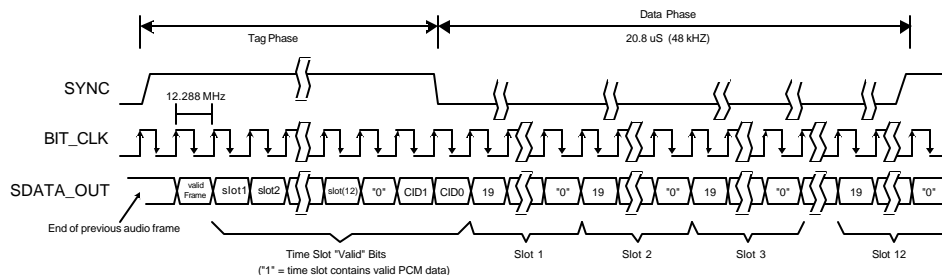 Data Phase
Tag Phase
20.8 uS (48 kHZ)
SYNC
12.288 MHz
BIT_CLK
SDATA_OUT
valid Frame
slot1
slot2
slot(12)
"0"
CID1
CID0
19
"0"
19
"0"
19
"0"
19
"0"
End of previous audio frame
Time Slot "Valid" Bits
("1" = time slot contains valid PCM data)
Slot 1
Slot 2
Slot 3
Slot 12